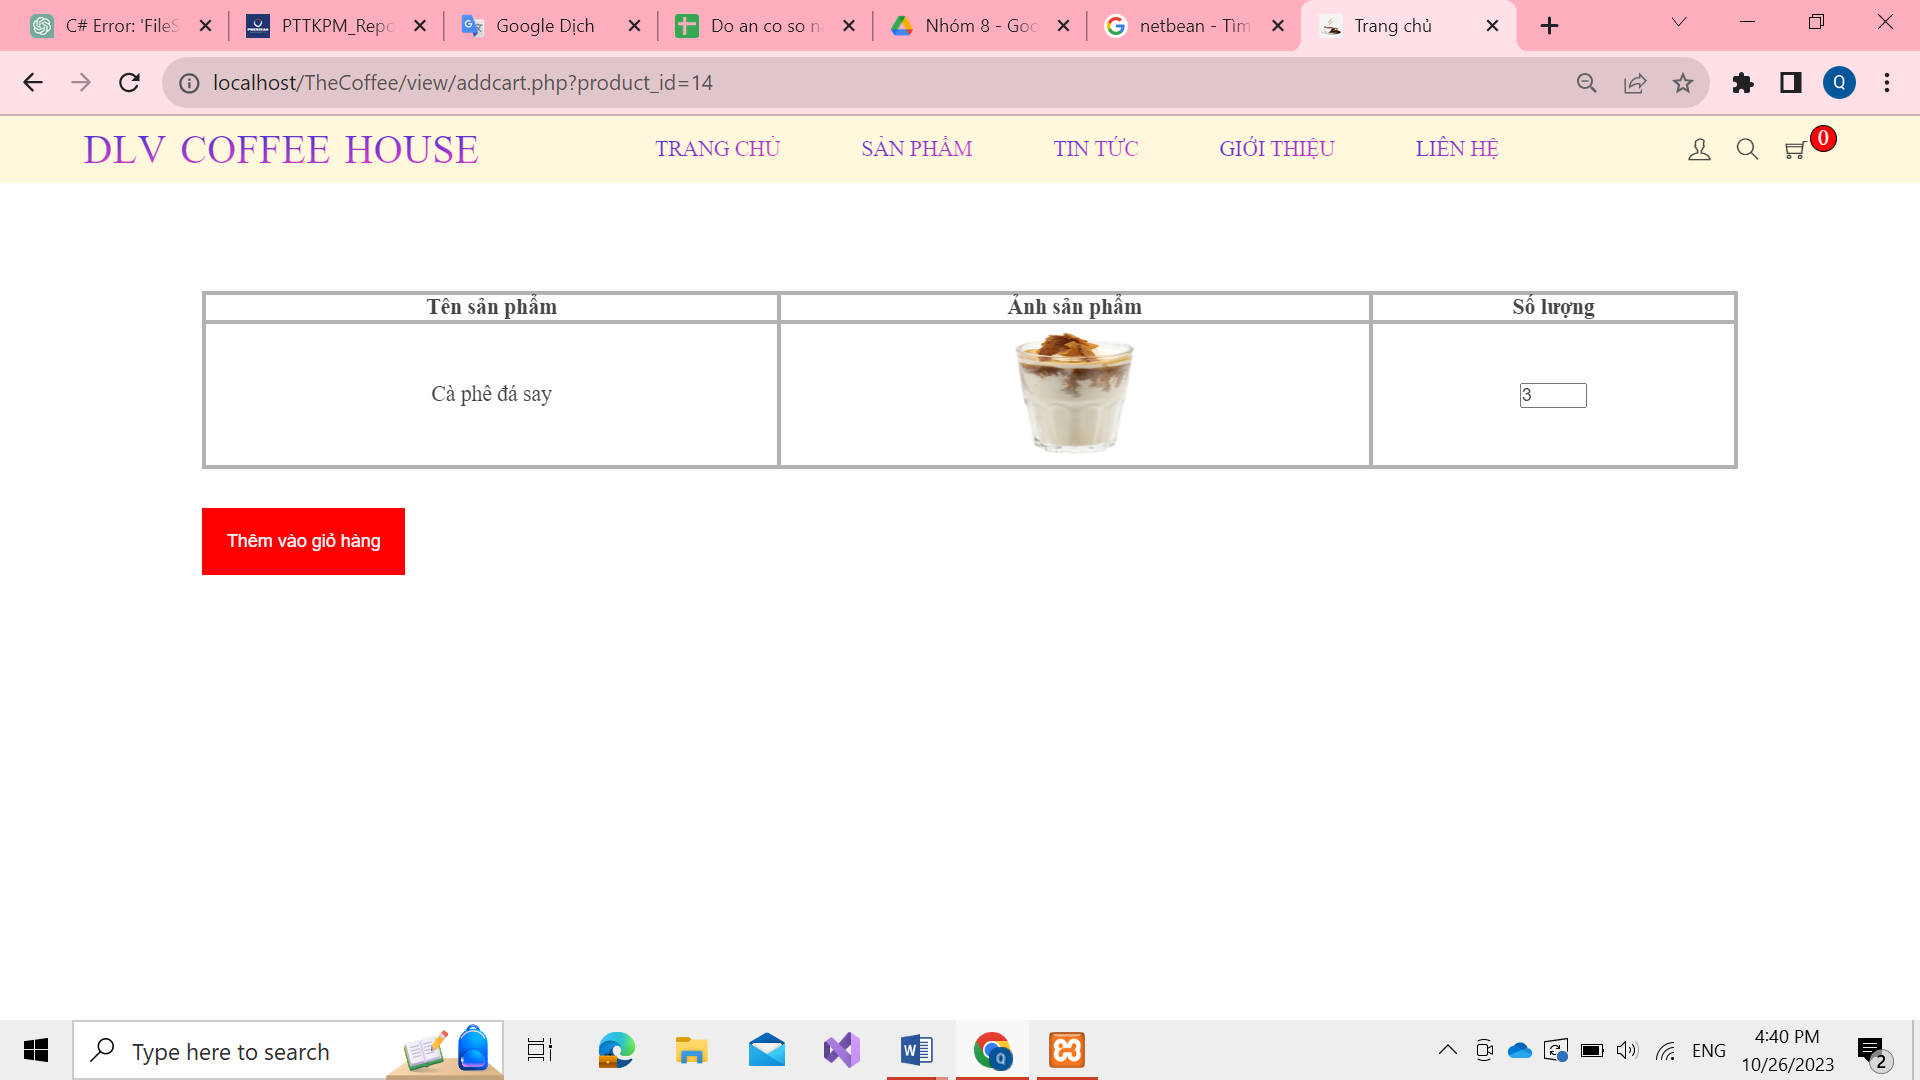 C# Error: 'FileS
PTTKPM_Repo
Google Dịch
Do an co so n
Nhóm 8 - Goo
netbean - Tìm
Trang chủ
localhost/TheCoffee/view/addcart.php?product_id=14
Q
DLV COFFEE HOUSE
TRANG CHỦ
SẢN PHẨM
TIN TỨC
GIỚI THIỆU
LIÊN HỆ
0
Tên sản phẩm
Ảnh sản phẩm
Số lượng
Cà phê đá say
3
Thêm vào giỏ hàng
Type here to search
Q
ENG
4:40 PM
10/26/2023
2